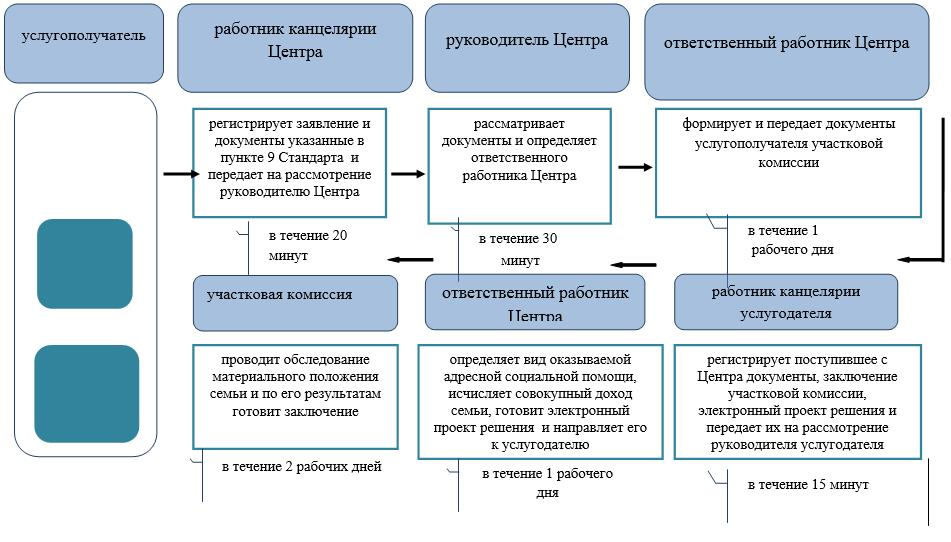 услугополучатель
работник канцелярии
Центра
руководитель Центра
ответственный работник Центра
регистрирует заявление и
документы указанные в
пункте 9 Стандарта и
передает на рассмотрение
руководителю Центра
рассматривает
документы и определяет
ответственного
работника Центра
формирует и передает документы
услугополучателя участковой
комиссии
в течение 20
минут
в течение 30
минут
в течение 1
рабочего дня
участковая комиссия
ответственный работник
Центра
работник канцелярии
услугодателя
проводит обследование
материального положения
семьи и по его результатам
готовит заключение
определяет вид оказываемой
адресной социальной помощи,
исчисляет совокупный доход
семьи, готовит электронный
проект решения и направляет его
к услугодателю
регистрирует поступившее с
Центра документы, заключение
участковой комиссии,
электронный проект решения и
передает их на рассмотрение
руководителя услугодателя
в течение 2 рабочих дней
в течение 1 рабочего
дня
в течение 15 минут